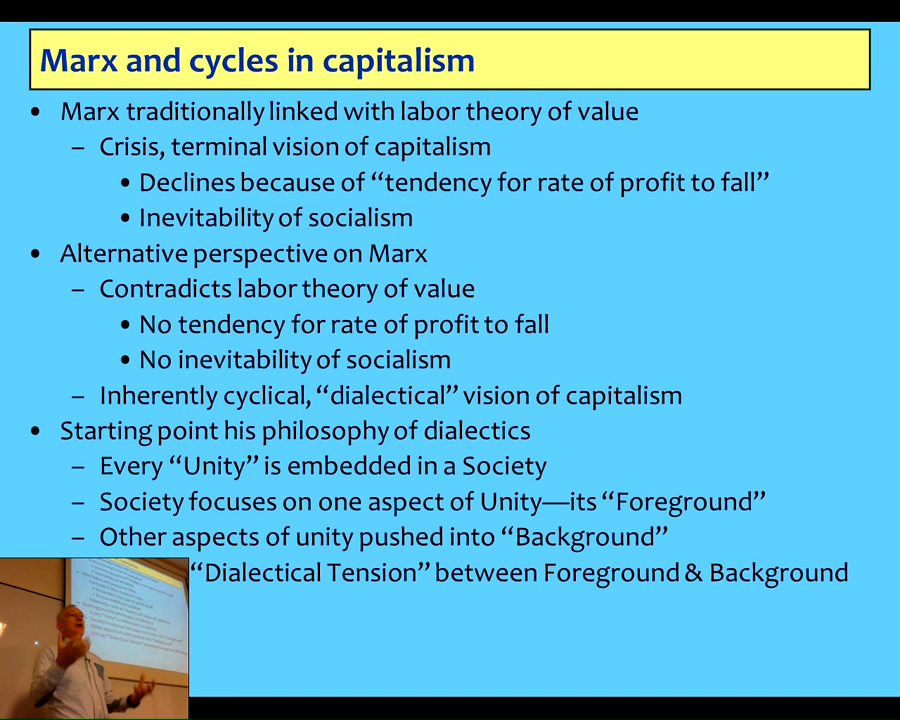 Marx and cycles in capitalism
• Marx traditionally linked with labor theory of value
– Crisis, terminal vision of capitalism
• Declines because of “tendency for rate of profit to fall”
• Inevitability of socialism
• Alternative perspective on Marx
– Contradicts labor theory of value
• No tendency for rate of profit to fall
• No inevitability of socialism
– Inherently cyclical, “dialectical” vision of capitalism
• Starting point his philosophy of dialectics
– Every “Unity” is embedded in a Society
– Society focuses on one aspect of Unity—its “Foreground”
– Other aspects of unity pushed into “Background”
“Dialectical Tension” between Foreground & Background